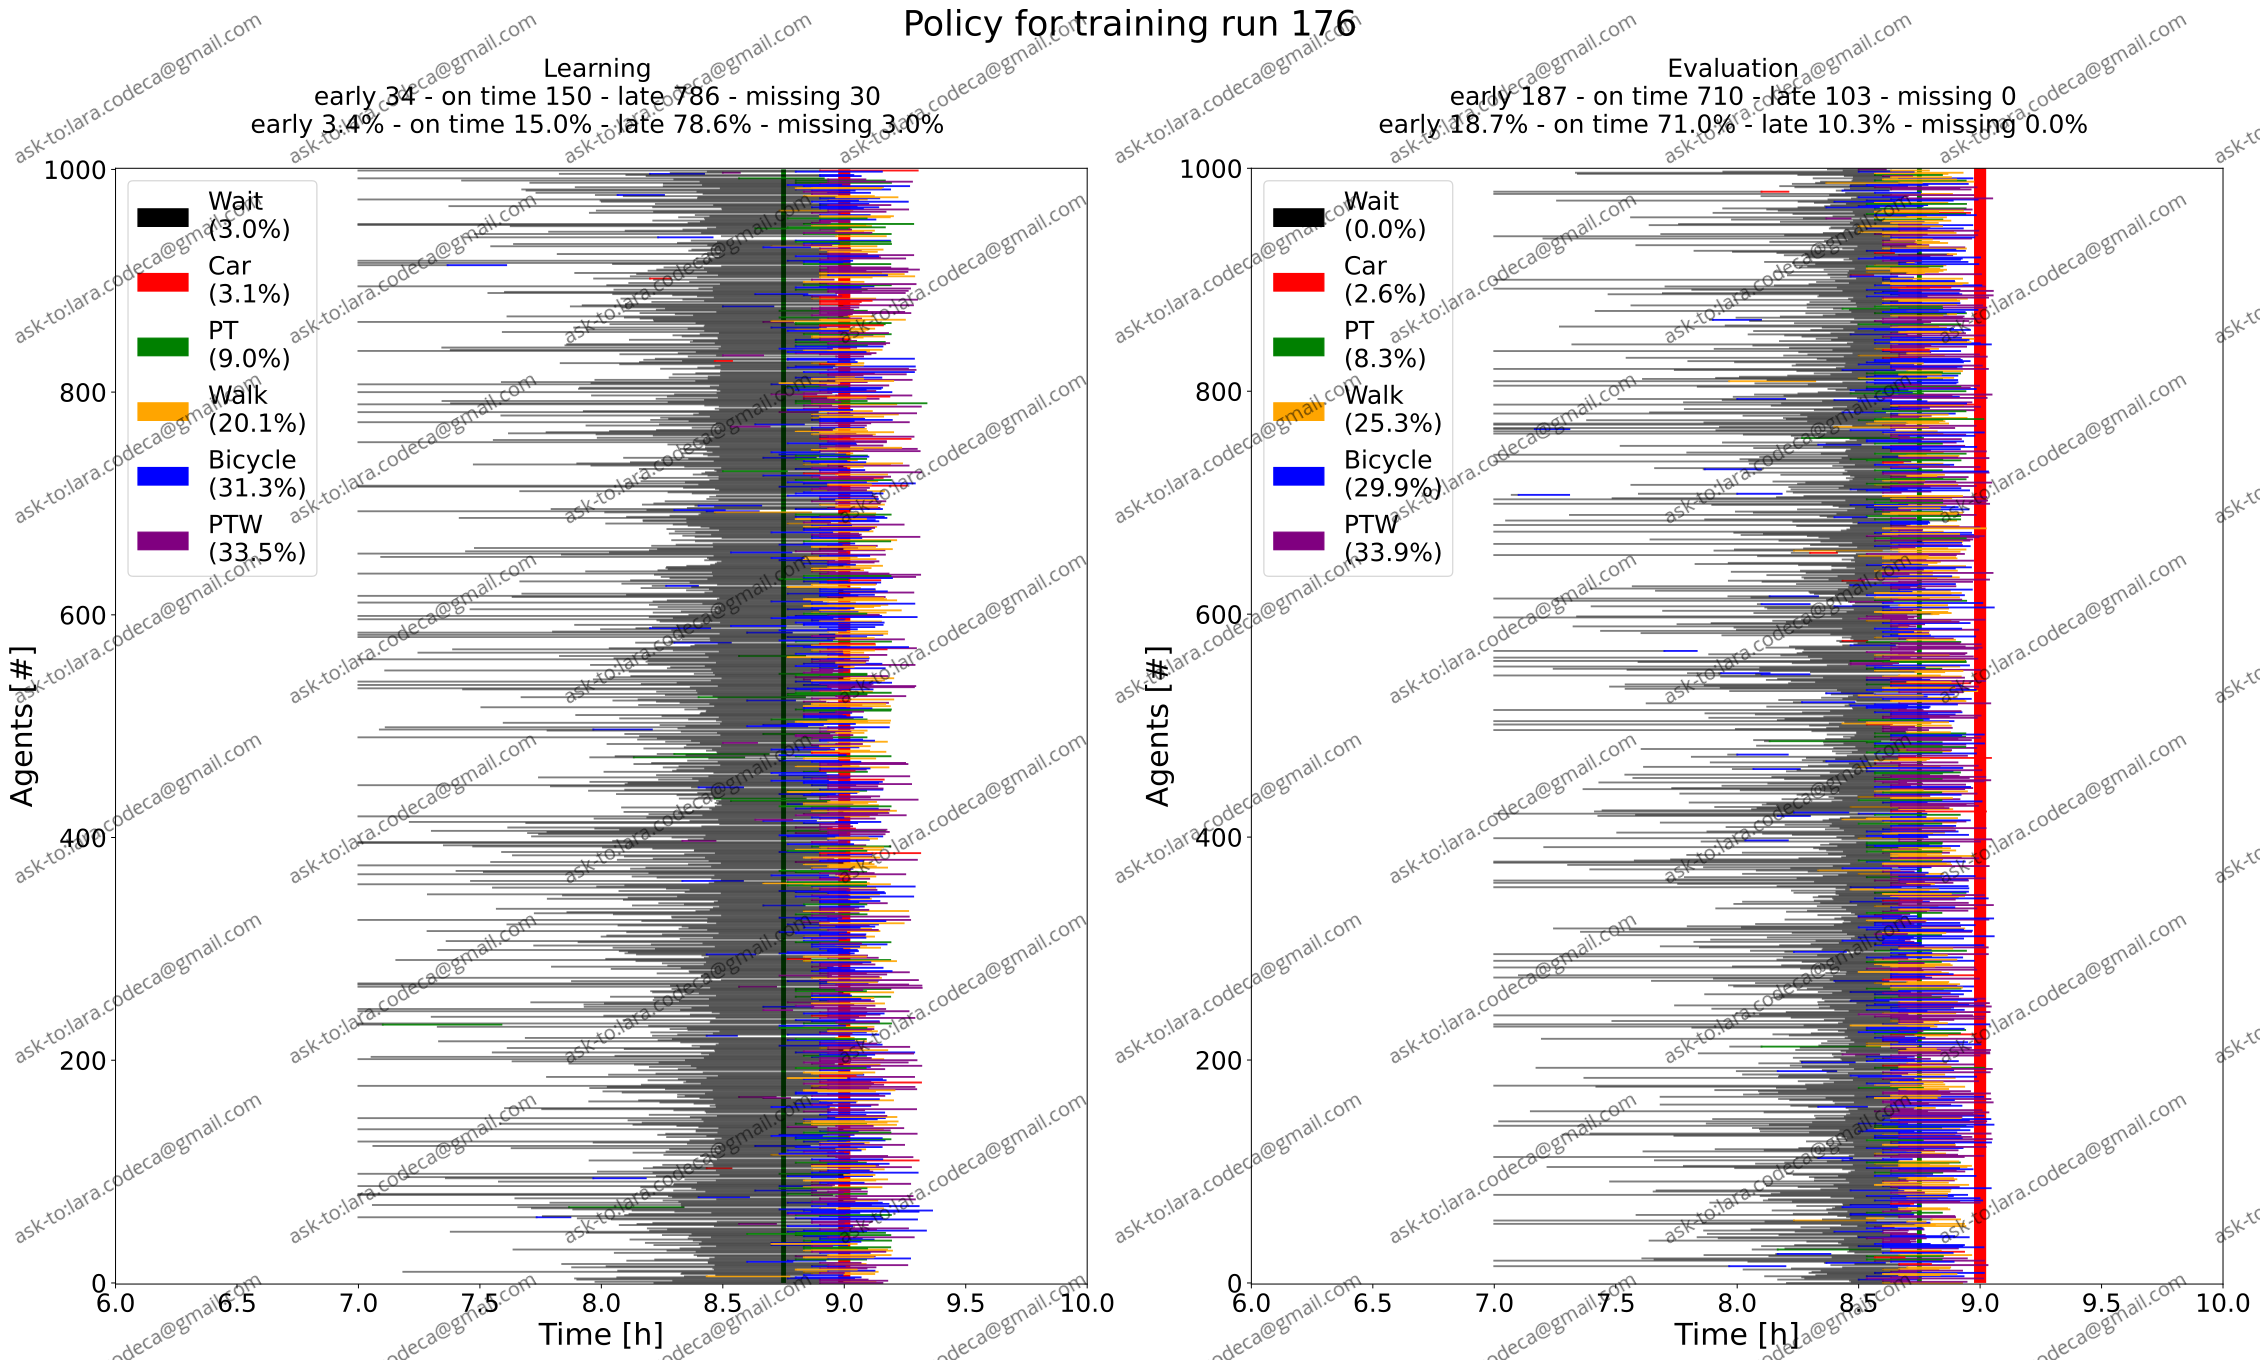 Policy for training run 176
Learning
early 34 - on time 150 - late 786 - missing 30
early 3.4% - on time 15.0% - late 78.6% - missing 3.0%
1000
800
600
400
200
0
Agents [#]
Wait
(3.0%)
Car
(3.1%)
PT
(9.0%)
Walk
(20.1%)
Bicycle
(31.3%)
PTW
(33.5%)
6.0 6.5 7.0 7.5 8.0 8.5 9.0 9.5 10.0
Time [h]
Evaluation
early 187 - on time 710 - late 103 - missing 0
early 18.7% - on time 71.0% - late 10.3% - missing 0.0%
1000
800
600
400
200
0
Agents [#]
Wait
(0.0%)
Car
(2.6%)
PT
(8.3%)
Walk
(25.3%)
Bicycle
(29.9%)
PTW
(33.9%)
6.0 6.5 7.0 7.5 8.0 8.5 9.0 9.5 10.0
Time [h]
ask-to:lara.codeca@gmail.com